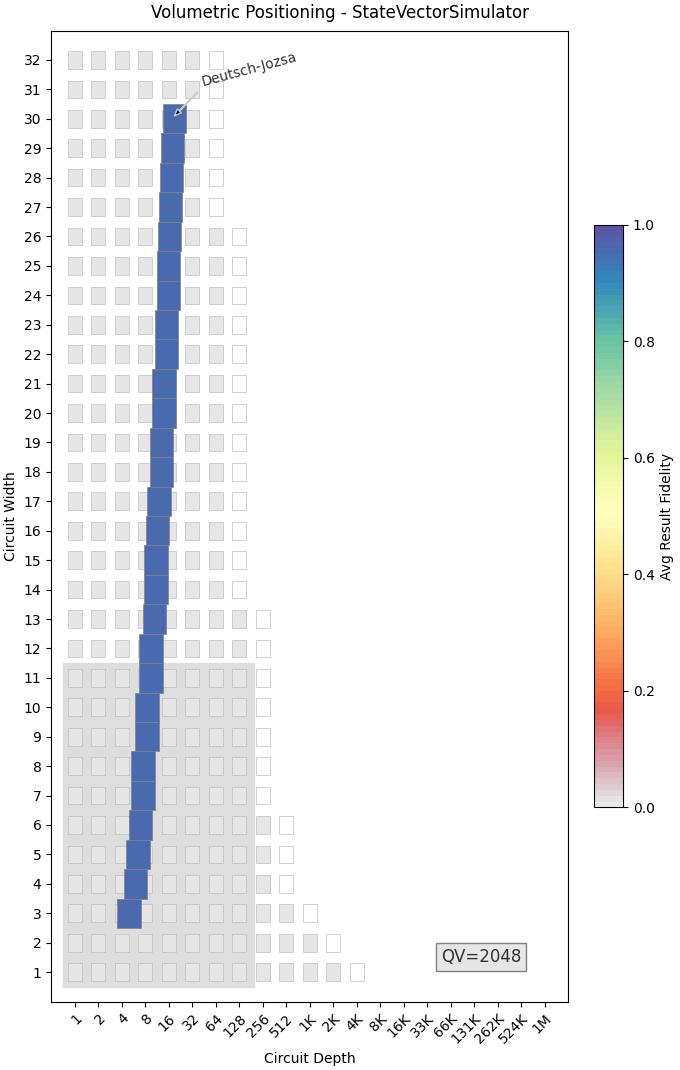 Volumetric Positioning - StateVectorSimulator
Deutsch-Jozsa
Circuit Width
32
31
30
29
28
27
26
25
24
23
22
21
20
19
18
17
16
15
14
13
12
11
10
9
8
7
6
5
4
3
2
1
QV=2048
1
2
4
8
16
32
64
128
256
512
1K
2K
4K
8K
16K
33K
66K
131K
262K
524K
1M
Circuit Depth
1.0
0.8
0.6
0.4
0.2
0.0
Avg Result Fidelity